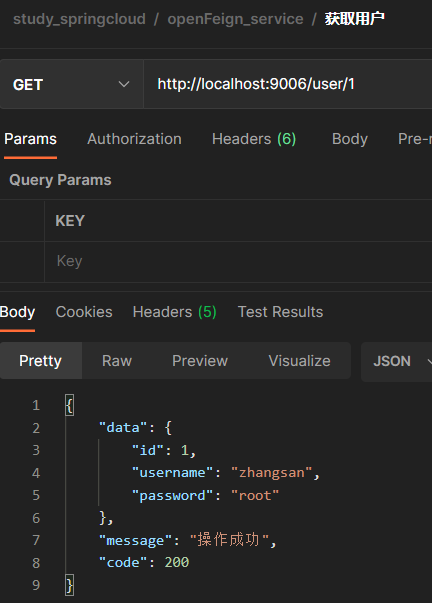 study_springcloud / openFeign_service / 获取用户
GET http://localhost:9006/user/1
Params Authorization Headers (6) Body Pre-r
Query Params
KEY
Key
Body Cookies Headers (5) Test Results
Pretty Raw Preview Visualize JSON
1 {
2 "data": {
3 "id": 1,
4 "username": "zhangsan",
5 "password": "root"
6 },
7 "message": "操作成功",
8 "code": 200
9 }